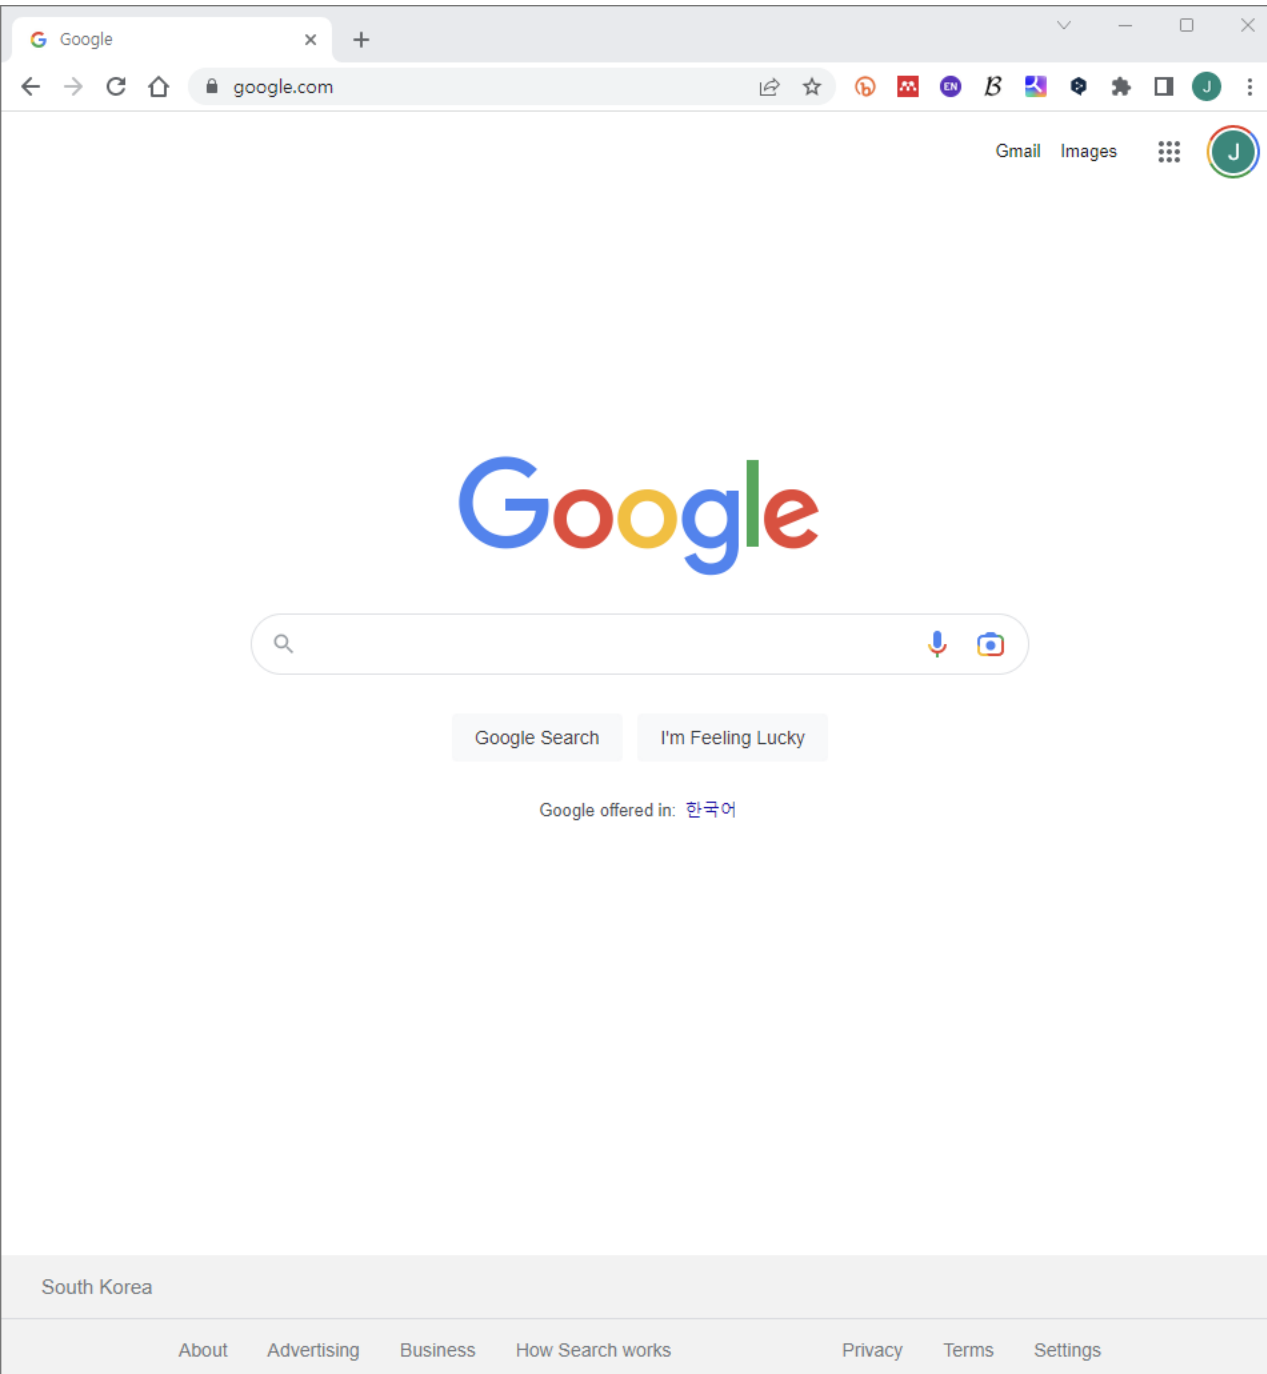 Google
google.com
EN
J
Gmail Images
J
Google
Google Search I'm Feeling Lucky
Google offered in: 한국어
South Korea
About Advertising Business How Search works Privacy Terms Settings